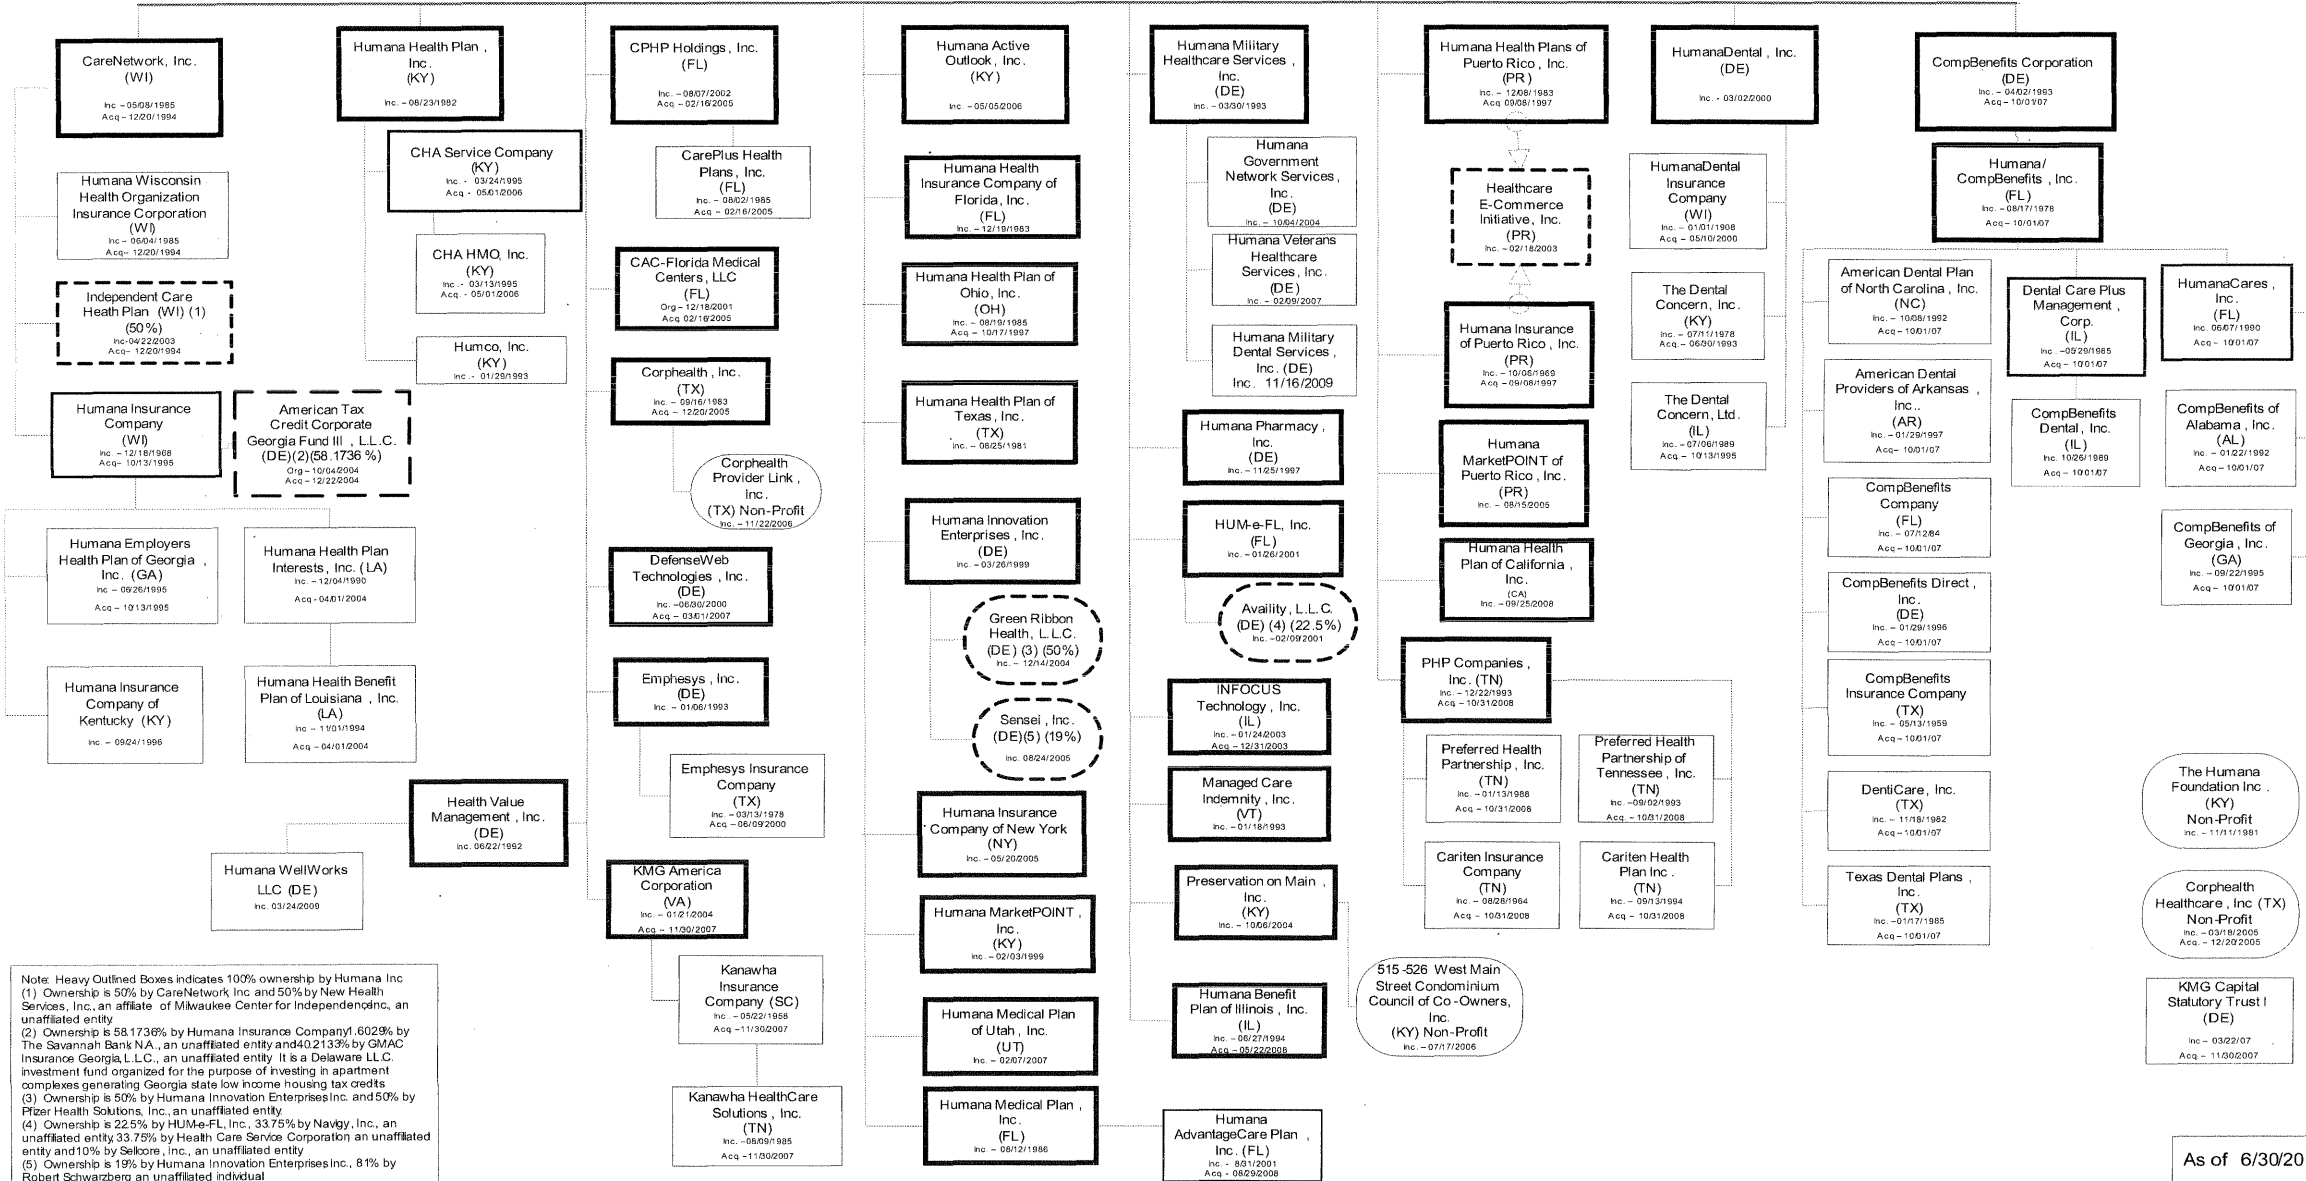 CareNetwork, Inc.
(WI)
Inc - 05/08/1985
Acq - 12/20/1994
Humana Wisconsin
Health Organization
Insurance Corporation
(WI)
Inc - 06/04/1985
Acq - 12/20/1994
Independent Care
Heath Plan (WI) (1)
(50%)
Inc-04/22/2003
Acq- 12/20/1994
Humana Insurance
Company
(WI)
Inc. - 12/18/1968
Acq- 10/13/1995
American Tax
Credit Corporate
Georgia Fund III , L.L.C.
(DE)(2)(58.1736 %)
Org - 10/04/2004
Acq - 12/22/2004
Humana Employers
Health Plan of Georgia ,
Inc. (GA)
Inc - 06/26/1995
Acq - 10/13/1995
Humana Health Plan
Interests, Inc. (LA)
Inc. - 12/04/1990
Acq - 04/01/2004
Humana Insurance
Company of
Kentucky (KY)
Inc. - 09/24/1996
Humana Health Benefit
Plan of Louisiana , Inc.
(LA)
Inc - 11/01/1994
Acq - 04/01/2004
Health Value
Management , Inc.
(DE)
Inc. 06/22/1992
Humana WellWorks
LLC (DE)
Inc. 03/24/2009
Humana Health Plan ,
Inc.
(KY)
Inc. - 08/23/1982
CHA Service Company
(KY)
Inc. - 03/24/1995
Acq - 05/01/2006
CHA HMO, Inc.
(KY)
Inc. - 03/13/1995
Acq. - 05/01/2006
Humco, Inc.
(KY)
Inc. - 01/29/1993
CPHP Holdings, Inc.
(FL)
Inc. - 08/07/2002
Acq - 02/16/2005
CarePlus Health
Plans, Inc.
(FL)
Inc. - 08/02/1985
Acq - 02/16/2005
CAC-Florida Medical
Centers, LLC
(FL)
Org - 12/18/2001
Acq. 02/16/2005
Corphealth, Inc.
(TX)
Inc. - 09/16/1983
Acq - 12/20/2005
Corphealth
Provider Link ,
Inc.
(TX) Non-Profit
Inc. - 11/22/2006
DefenseWeb
Technologies , Inc.
(DE)
Inc. -06/30/2000
Acq - 03/01/2007
Emphesys , Inc.
(DE)
Inc. - 01/06/1993
Emphesys Insurance
Company
(TX)
Inc. - 03/13/1978
Acq - 06/09/2000
KMG America
Corporation
(VA)
Inc. - 01/21/2004
Acq - 11/30/2007
Kanawha
Insurance
Company (SC)
Inc. - 05/22/1958
Acq -11/30/2007
Kanawha HealthCare
Solutions , Inc.
(TN)
Inc. -08/09/1985
Acq -11/30/2007
Humana Active
Outlook, Inc.
(KY)
Inc. - 05/05/2006
Humana Health
Insurance Company of
Florida, Inc.
(FL)
Inc. - 12/19/1983
Humana Health Plan of
Ohio, Inc.
(OH)
Inc. - 08/19/1985
Acq - 10/17/1997
Humana Health Plan of
Texas, Inc.
(TX)
Inc. - 08/25/1981
Humana Innovation
Enterprises , Inc.
(DE)
Inc. - 03/26/1999
Green Ribbon
Health, L.L.C.
(DE) (3) (50%)
Inc. - 12/14/2004
Sensei , Inc.
(DE)(5) (19%)
Inc. 08/24/2005
Humana Insurance
Company of New York
(NY)
Inc. - 05/20/2005
Humana MarketPOINT ,
Inc.
(KY)
Inc. - 02/03/1999
Humana Medical Plan
of Utah , Inc.
(UT)
Inc. - 02/07/2007
Humana Medical Plan ,
Inc.
(FL)
Inc. - 08/12/1986
Humana
AdvantageCare Plan ,
Inc. (FL)
Inc. - 8/31/2001
Acq - 08/29/2008
Humana Military
Healthcare Services ,
Inc.
(DE)
Inc. - 03/30/1993
Humana
Government
Network Services ,
Inc.
(DE)
Inc. - 10/04/2004
Humana Veterans
Healthcare
Services, Inc.
(DE)
Inc. - 02/09/2007
Humana Military
Dental Services ,
Inc. (DE)
Inc. 11/16/2009
Humana Pharmacy ,
Inc.
(DE)
Inc. - 11/25/1997
HUM-e-FL, Inc.
(FL)
Inc. - 01/26/2001
Availity, L.L.C.
(DE) (4) (22.5%)
Inc. -02/09/2001
INFOCUS
Technology , Inc.
(IL)
Inc. - 01/24/2003
Acq - 12/31/2003
Managed Care
Indemnity , Inc.
(VT)
Inc. - 01/18/1993
Preservation on Main ,
Inc.
(KY)
Inc. - 10/06/2004
515 -526 West Main
Street Condominium
Council of Co-Owners,
Inc.
(KY) Non-Profit
Inc. - 07/17/2006
Humana Benefit
Plan of Illinois , Inc.
(IL)
Inc. - 06/27/1994
Acq - 05/22/2008
Humana Health Plans of
Puerto Rico , Inc.
(PR)
Inc. - 12/08/1983
Acq 09/08/1997
Healthcare
E-Commerce
Initiative, Inc.
(PR)
Inc. - 02/18/2003
Humana Insurance
of Puerto Rico , Inc.
(PR)
Inc. - 10/06/1969
Acq - 09/08/1997
Humana
MarketPOINT of
Puerto Rico , Inc.
(PR)
Inc. - 08/15/2005
Humana Health
Plan of California ,
Inc.
(CA)
Inc. - 09/25/2008
PHP Companies ,
Inc. (TN)
Inc. - 12/22/1993
Acq - 10/31/2008
Preferred Health
Partnership , Inc.
(TN)
Inc. - 01/13/1988
Acq - 10/31/2008
Preferred Health
Partnership of
Tennessee , Inc.
(TN)
Inc. -09/02/1993
Acq - 10/31/2008
Cariten Insurance
Company
(TN)
Inc. - 08/28/1964
Acq - 10/31/2008
Cariten Health
Plan Inc.
(TN)
Inc. - 09/13/1994
Acq - 10/31/2008
HumanaDental , Inc.
(DE)
Inc. - 03/02/2000
HumanaDental
Insurance
Company
(WI)
Inc. - 01/01/1908
Acq - 05/10/2000
The Dental
Concern, Inc.
(KY)
Inc. - 07/11/1978
Acq - 06/30/1993
The Dental
Concern, Ltd.
(IL)
Inc. - 07/06/1989
Acq - 10/13/1995
CompBenefits Corporation
(DE)
Inc. - 04/02/1993
Acq - 10/01/07
Humana/
CompBenefits , Inc.
(FL)
Inc. - 08/17/1978
Acq - 10/01/07
American Dental Plan
of North Carolina , Inc.
(NC)
Inc. - 10/08/1992
Acq - 10/01/07
American Dental
Providers of Arkansas ,
Inc..
(AR)
Inc. - 01/29/1997
Acq - 10/01/07
CompBenefits
Company
(FL)
Inc. - 07/12/84
Acq - 10/01/07
CompBenefits Direct ,
Inc.
(DE)
Inc. - 01/29/1996
Acq - 10/01/07
CompBenefits
Insurance Company
(TX)
Inc. - 05/13/1959
Acq - 10/01/07
DentiCare, Inc.
(TX)
Inc. - 11/18/1982
Acq - 10/01/07
Texas Dental Plans ,
Inc.
(TX)
Inc. -01/17/1985
Acq - 10/01/07
Dental Care Plus
Management ,
Corp.
(IL)
Inc. -05/29/1985
Acq - 10/01/07
CompBenefits
Dental, Inc.
(IL)
Inc. 10/26/1989
Acq - 10/01/07
HumanaCares ,
Inc.
(FL)
Inc. 06/07/1990
Acq - 10/01/07
CompBenefits of
Alabama , Inc.
(AL)
Inc. - 01/22/1992
Acq - 10/01/07
CompBenefits of
Georgia , Inc.
(GA)
Inc. - 09/22/1995
Acq - 10/01/07
The Humana
Foundation Inc .
(KY)
Non-Profit
Inc. - 11/11/1981
Corphealth
Healthcare , Inc (TX)
Non-Profit
Inc. -03/18/2005
Acq - 12/20/2005
KMG Capital
Statutory Trust I
(DE)
Inc - 03/22/07
Acq - 11/30/2007
Note: Heavy Outlined Boxes indicates 100% ownership by Humana Inc
(1) Ownership is 50% by CareNetwork, Inc and 50% by New Health
Services, Inc., an affiliate of Milwaukee Center for Independence, Inc., an
unaffiliated entity
(2) Ownership is 58.1736% by Humana Insurance Company, 1.6029% by
The Savannah Bank, N.A., an unaffiliated entity and 40.2133% by GMAC
Insurance Georgia, L.L.C., an unaffiliated entity It is a Delaware L.L.C.
investment fund organized for the purpose of investing in apartment
complexes generating Georgia state low income housing tax credits
(3) Ownership is 50% by Humana Innovation Enterprises Inc. and 50% by
Pfizer Health Solutions, Inc., an unaffiliated entity.
(4) Ownership is 22.5% by HUM-e-FL, Inc., 33.75% by Navigy, Inc., an
unaffiliated entity, 33.75% by Health Care Service Corporation, an unaffiliated
entity and 10% by Sellcore, Inc., an unaffiliated entity
(5) Ownership is 19% by Humana Innovation Enterprises Inc., 81% by
Robert Schwarzberg an unaffiliated individual
As of 6/30/20